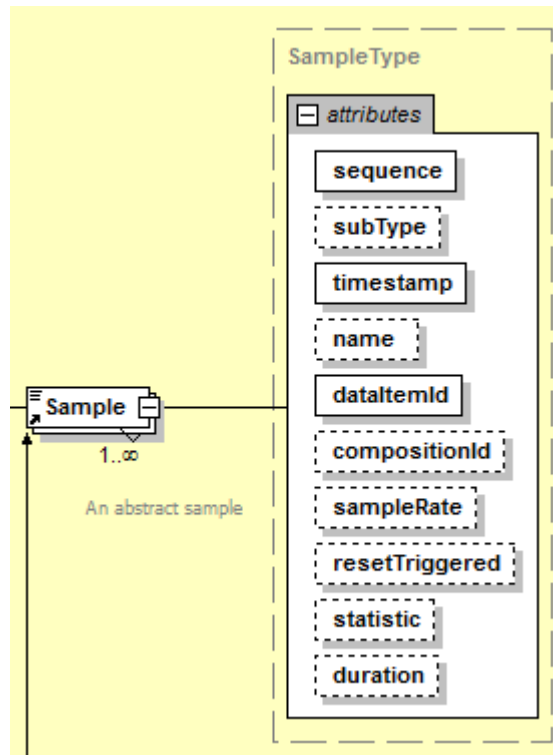 SampleType
attributes
sequence
subType
timestamp
name
dataItemId
Sample
1..∞
compositionId
An abstract sample
sampleRate
resetTriggered
statistic
duration